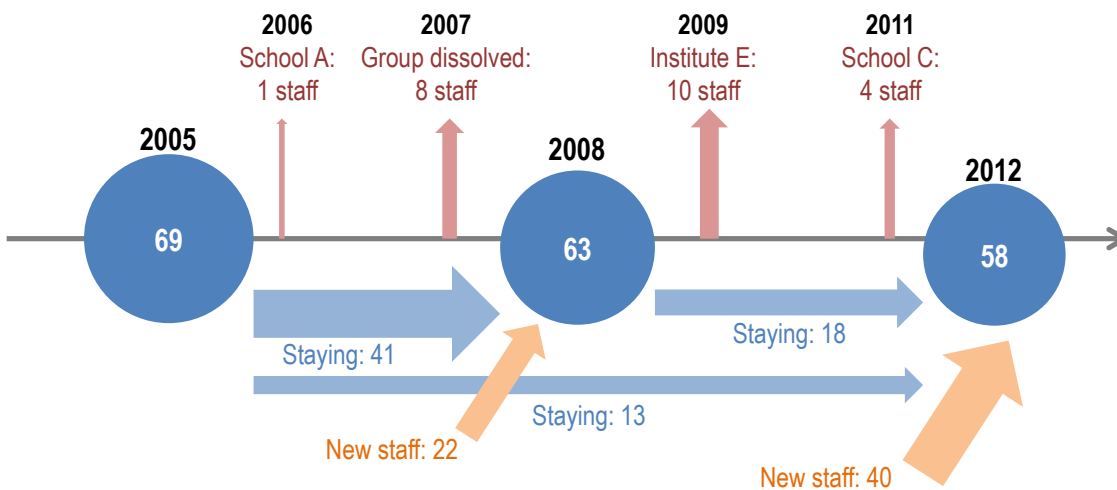 2006
School A:
1 staff
2007
Group dissolved:
8 staff
2009
Institute E:
10 staff
2011
School C:
4 staff
2005
2008
2012
69
63
58
Staying: 41
Staying: 18
Staying: 13
New staff: 22
New staff: 40